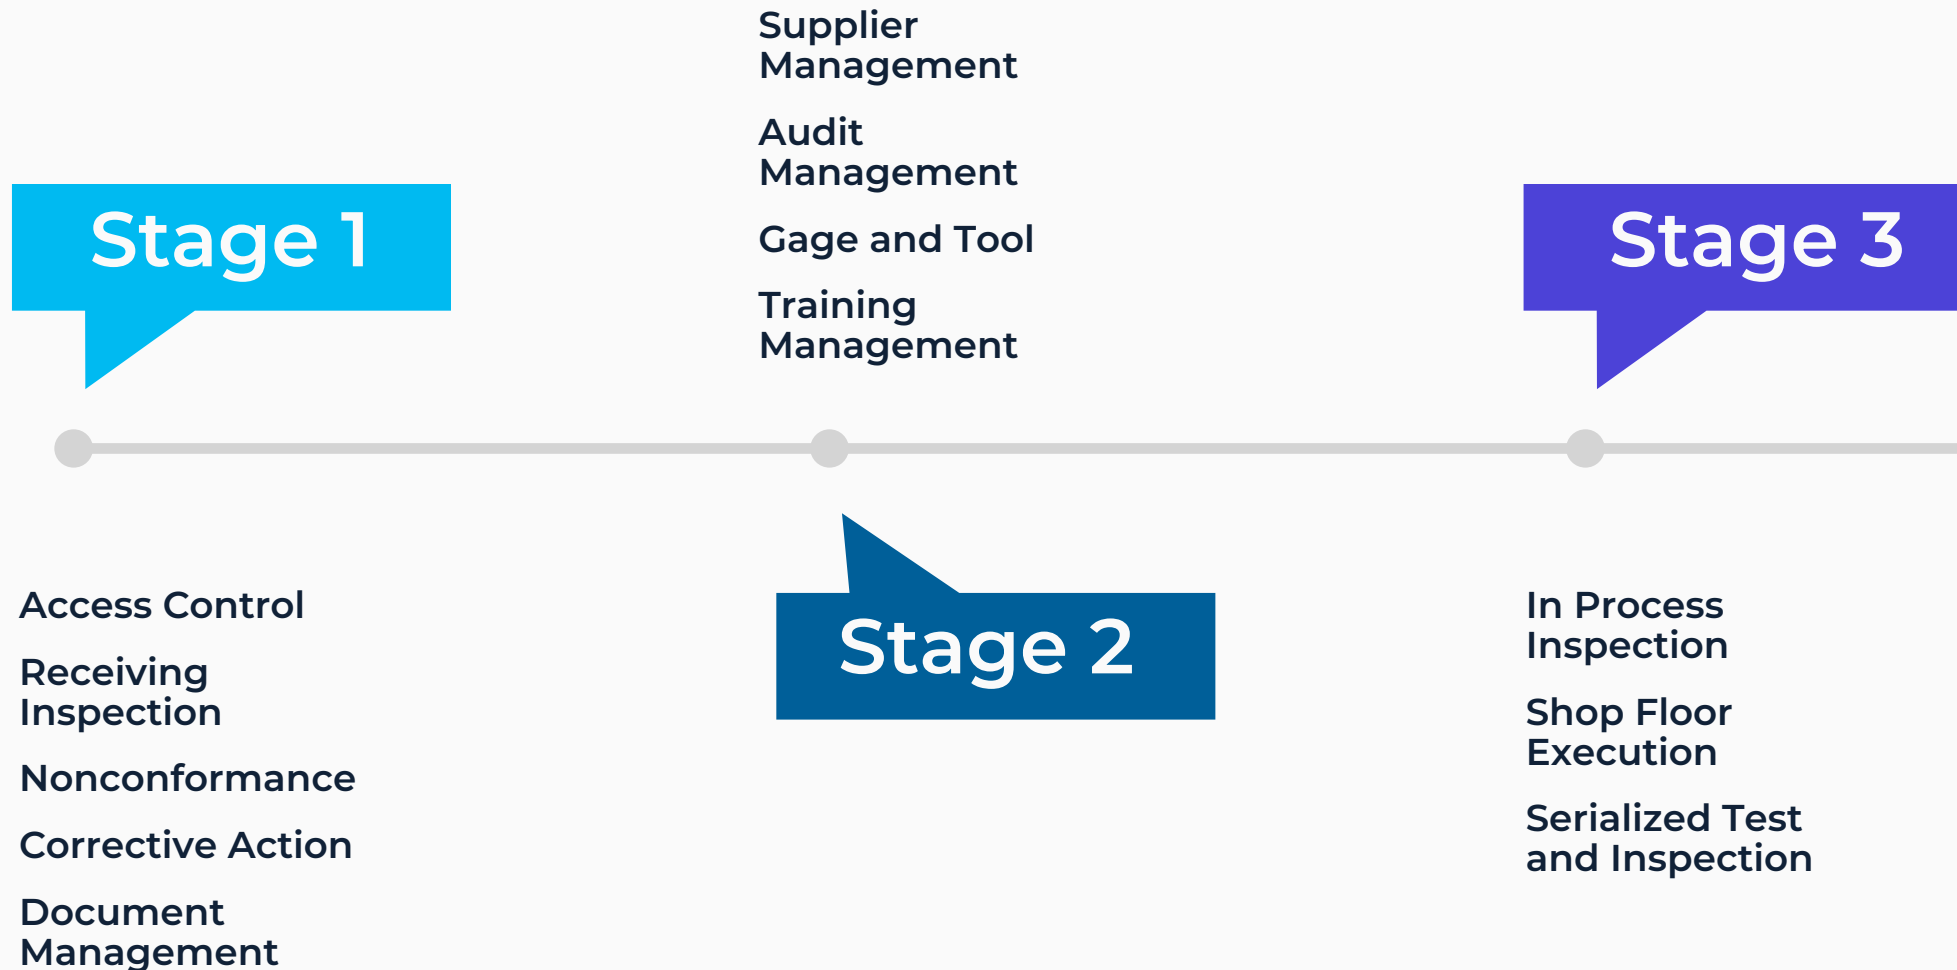 Stage 1
Access Control
Receiving
Inspection
Nonconformance
Corrective Action
Document
Management
Supplier
Management
Audit
Management
Gage and Tool
Training
Management
Stage 2
Stage 3
In Process
Inspection
Shop Floor
Execution
Serialized Test
and Inspection